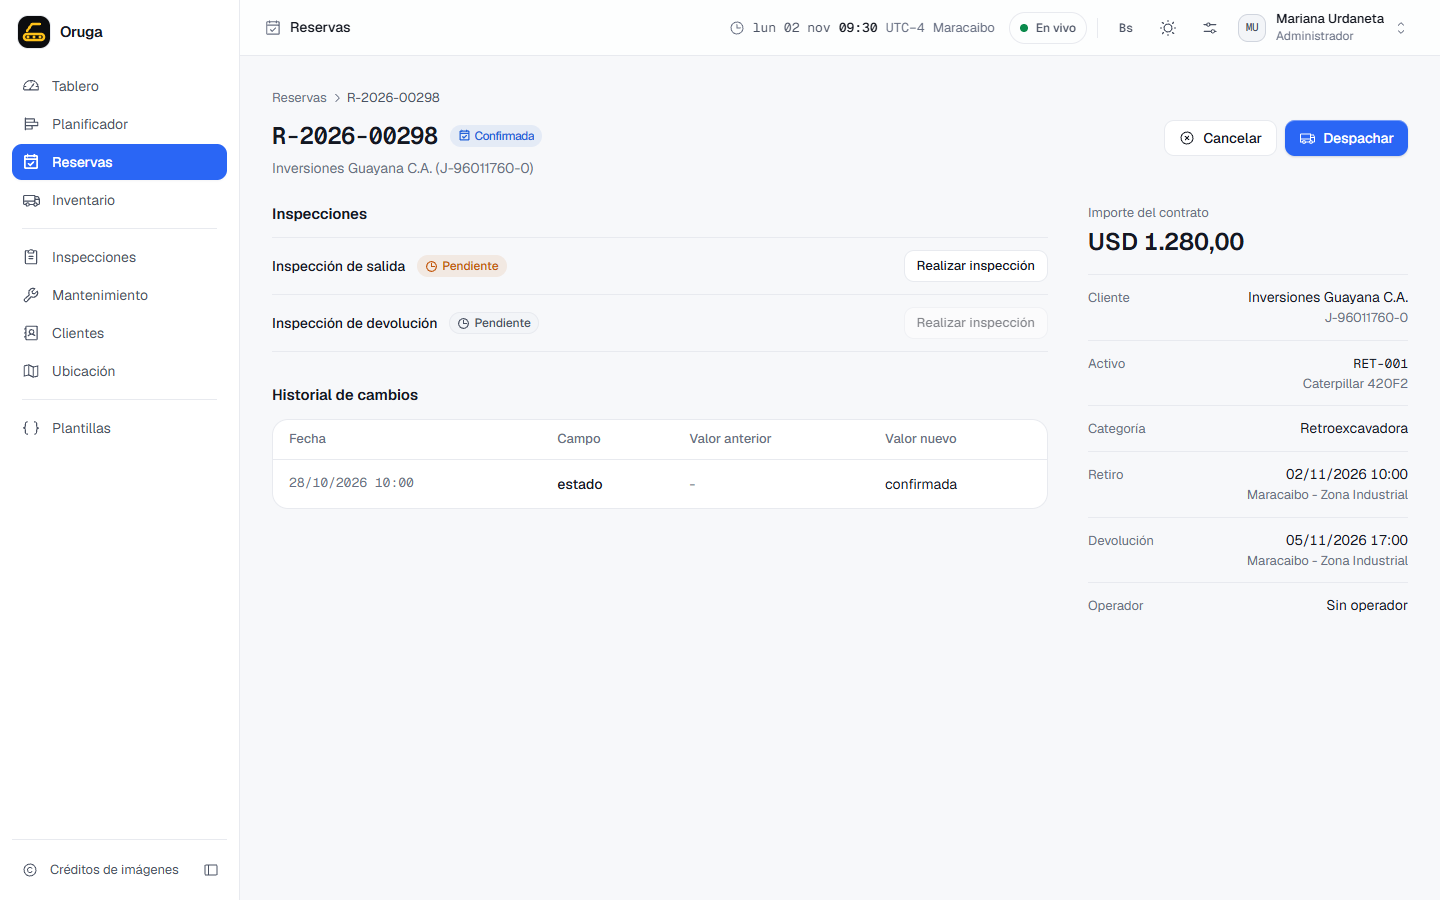 Oruga
Tablero
Planificador
Reservas
Inventario
Inspecciones
Mantenimiento
Clientes
Ubicación
Plantillas
Créditos de imágenes
Reservas
lun 02 nov 09:30 UTC-4 Maracaibo
En vivo
Bs
MU
Mariana Urdaneta
Administrador
Reservas > R-2026-00298
R-2026-00298
Confirmada
Inversiones Guayana C.A. (J-96011760-0)
Cancelar
Despachar
Inspecciones
Inspección de salida
Pendiente
Realizar inspección
Inspección de devolución
Pendiente
Realizar inspección
Historial de cambios
Fecha Campo Valor anterior Valor nuevo
28/10/2026 10:00 estado - confirmada
Importe del contrato
USD 1.280,00
Cliente Inversiones Guayana C.A.
J-96011760-0
Activo RET-001
Caterpillar 420F2
Categoría Retroexcavadora
Retiro 02/11/2026 10:00
Maracaibo - Zona Industrial
Devolución 05/11/2026 17:00
Maracaibo - Zona Industrial
Operador Sin operador